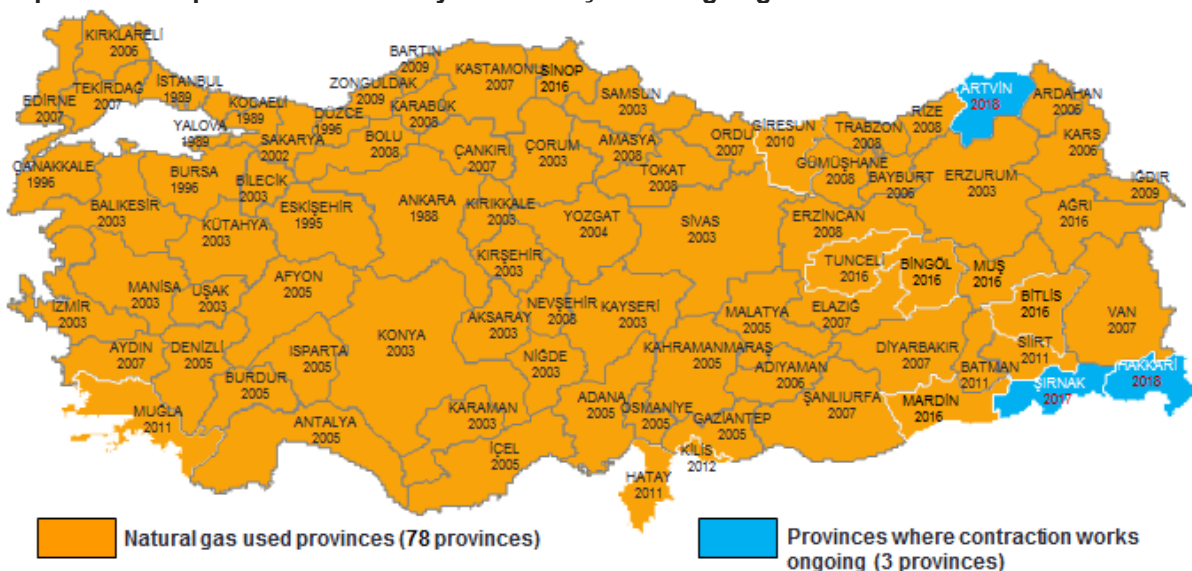 KIRKLARELİ
2006
EDİRNE
2007
TEKİRDAĞ
2007
İSTANBUL
1989
KOCAELİ
1989
YALOVA
1989
SAKARYA
2002
DÜZCE
1996
ZONGULDAK
2009
BARTIN
2009
KARABÜK
2008
BOLU
2008
KASTAMONU
2007
SİNOP
2016
SAMSUN
2003
ÇANKIRI
2007
ÇORUM
2003
AMASYA
2008
TOKAT
2008
ORDU
2007
GİRESUN
2010
TRABZON
2008
GÜMÜŞHANE
2008
BAYBURT
2006
RİZE
2008
ARTVİN
2018
ARDAHAN
2006
KARS
2006
IĞDIR
2009
AĞRI
2016
ERZURUM
2003
ERZİNCAN
2008
ÇANAKKALE
1996
BURSA
1996
BİLECİK
2003
BALIKESİR
2003
KÜTAHYA
2003
ESKİŞEHİR
1995
ANKARA
1988
KIRIKKALE
2003
YOZGAT
2004
SİVAS
2003
KIRŞEHİR
2003
TUNCELİ
2016
BİNGÖL
2016
MUŞ
2016
BİTLİS
2016
VAN
2007
MANİSA
2003
UŞAK
2003
AFYON
2005
İZMİR
2003
AYDIN
2007
DENİZLİ
2005
ISPARTA
2005
BURDUR
2005
KONYA
2003
AKSARAY
2003
NEVŞEHİR
2008
KAYSERİ
2003
NİĞDE
2003
MALATYA
2005
ELAZIĞ
2007
KAHRAMANMARAŞ
2005
ADIYAMAN
2006
DİYARBAKIR
2007
BATMAN
2011
SİİRT
2011
ŞIRNAK
2017
HAKKARİ
2018
MARDİN
2016
ŞANLIURFA
2007
MUĞLA
2011
ANTALYA
2005
KARAMAN
2003
İÇEL
2005
ADANA
2005
OSMANİYE
2005
GAZİANTEP
2005
KİLİS
2012
HATAY
2011
Natural gas used provinces (78 provinces)
Provinces where contraction works
ongoing (3 provinces)